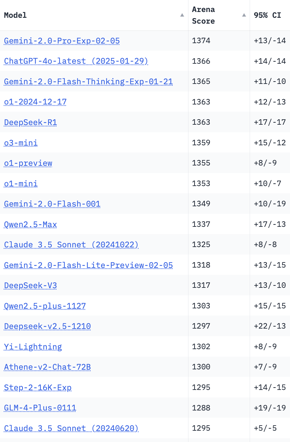 Model ▲ Arena Score ▲ 95% CI
Gemini-2.0-Pro-Exp-02-05 1374 +13/-14
ChatGPT-4o-latest (2025-01-29) 1366 +14/-14
Gemini-2.0-Flash-Thinking-Exp-01-21 1365 +11/-10
o1-2024-12-17 1363 +12/-13
DeepSeek-R1 1363 +17/-17
o3-mini 1359 +15/-12
o1-preview 1355 +8/-9
o1-mini 1353 +10/-7
Gemini-2.0-Flash-001 1349 +10/-19
Qwen2.5-Max 1337 +17/-13
Claude 3.5 Sonnet (20241022) 1325 +8/-8
Gemini-2.0-Flash-Lite-Preview-02-05 1318 +13/-15
DeepSeek-V3 1317 +13/-10
Qwen2.5-plus-1127 1303 +15/-15
Deepseek-v2.5-1210 1297 +22/-13
Yi-Lightning 1302 +8/-9
Athene-v2-Chat-72B 1300 +7/-9
Step-2-16K-Exp 1295 +14/-15
GLM-4-Plus-0111 1288 +19/-19
Claude 3.5 Sonnet (20240620) 1295 +5/-5